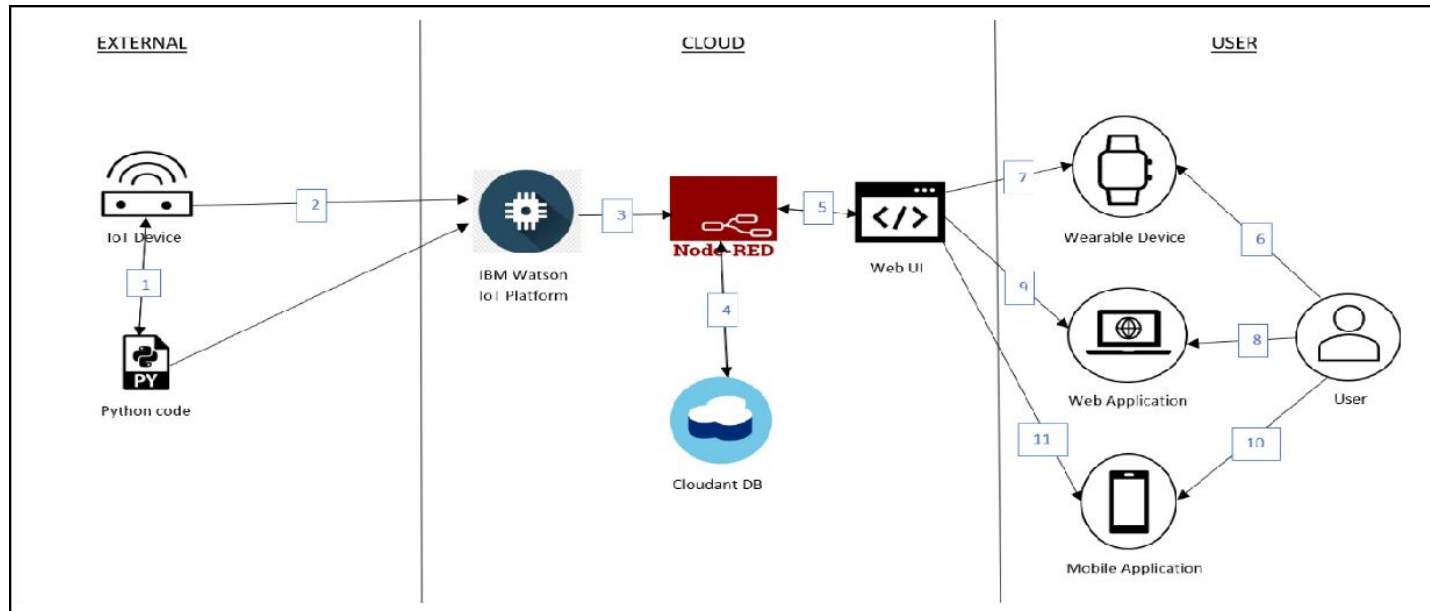 EXTERNAL
CLOUD
USER
2
IoT Device
1
PY
Python code
IBM Watson
IoT Platform
3
Node-RED
4
Cloudant DB
5
</>
Web UI
7
Wearable Device
6
9
Web Application
8
User
11
10
Mobile Application